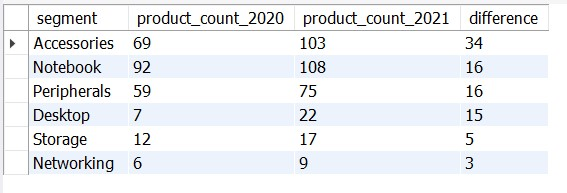 segment product_count_2020 product_count_2021 difference
Accessories 69 103 34
Notebook 92 108 16
Peripherals 59 75 16
Desktop 7 22 15
Storage 12 17 5
Networking 6 9 3